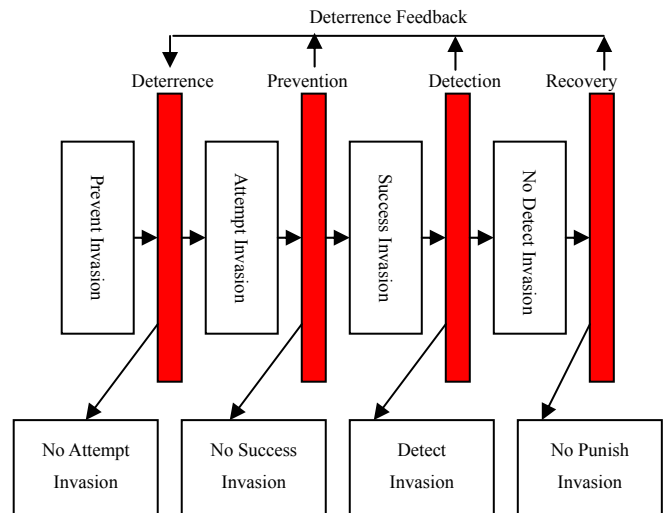 Deterrence Feedback
Deterrence
Prevention
Detection
Recovery
Prevent Invasion
Attempt Invasion
Success Invasion
No Detect Invasion
No Attempt
Invasion
No Success
Invasion
Detect
Invasion
No Punish
Invasion